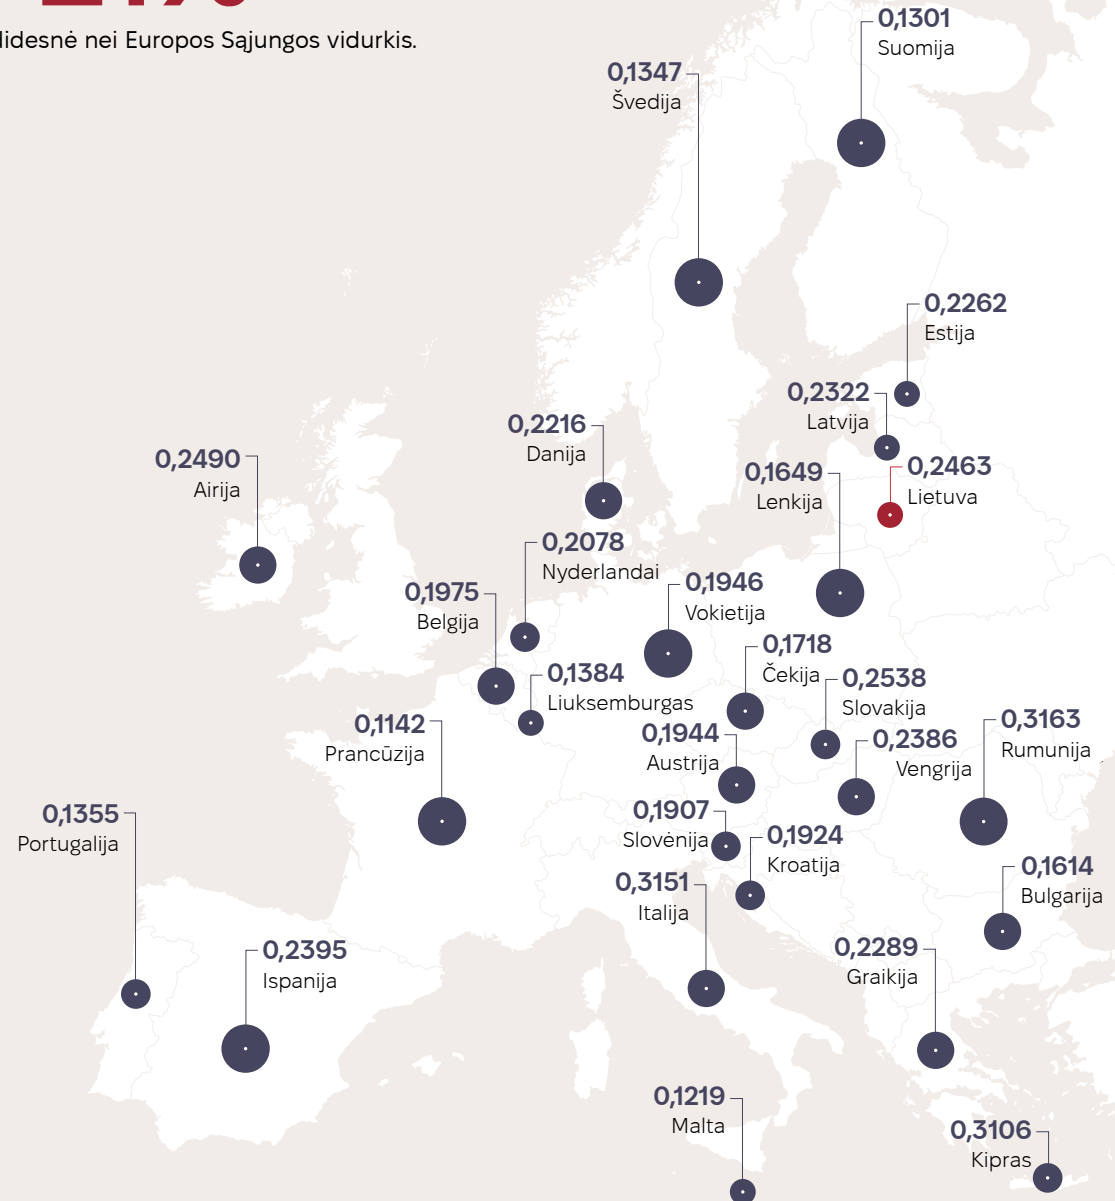 didesnė nei Europos Sąjungos vidurkis.
0,1301
Suomija
0,1347
Švedija
0,2262
Estija
0,2322
Latvija
0,2216
Danija
0,2490
Airija
0,1649
Lenkija
0,2463
Lietuva
0,2078
Nyderlandai
0,1975
Belgija
0,1946
Vokietija
0,1718
Čekija
0,1384
Liuksemburgas
0,2538
Slovakija
0,1142
Prancūzija
0,1944
Austrija
0,2386
Vengrija
0,3163
Rumunija
0,1355
Portugalija
0,1907
Slovėnija
0,1924
Kroatija
0,1614
Bulgarija
0,3151
Italija
0,2395
Ispanija
0,2289
Graikija
0,1219
Malta
0,3106
Kipras